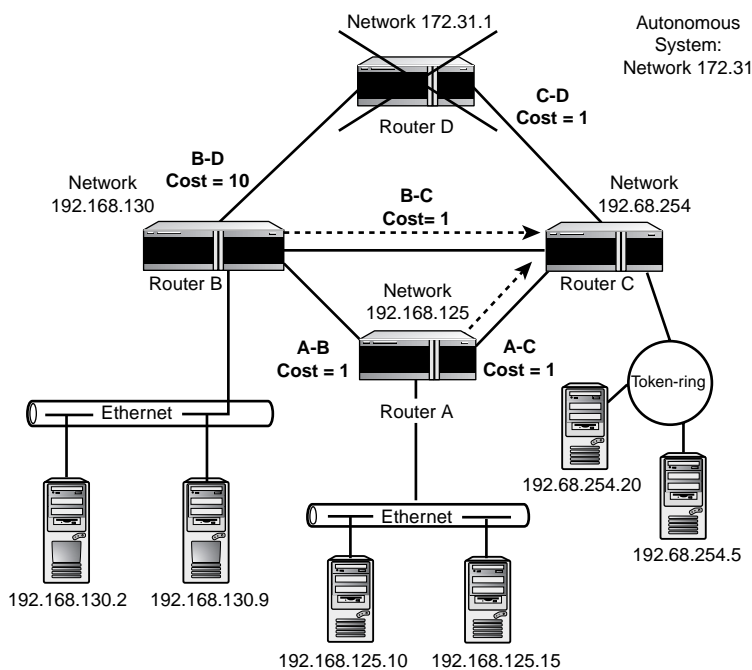 Network 172.31.1
Autonomous
System:
Network 172.31
Router D
C-D
Cost = 1
B-D
Cost = 10
Network
192.168.130
B-C
Cost= 1
Network
192.68.254
Router B
Router C
Network
192.168.125
A-B
Cost = 1
A-C
Cost = 1
Router A
Token-ring
Ethernet
192.68.254.20
Ethernet
192.68.254.5
192.168.130.2
192.168.130.9
192.168.125.10
192.168.125.15